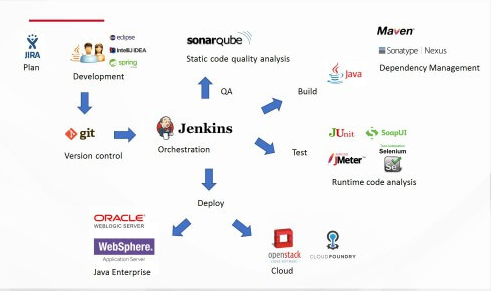 JIRA
Plan
eclipse
IntelliJ IDEA
spring
Development
sonarqube
Static code quality analysis
Maven
Sonatype Nexus
Dependency Management
QA
Build
Java
git
Version control
Jenkins
Orchestration
Test
JUnit
SoapUI
JMeter
Selenium
Se
Runtime code analysis
Deploy
ORACLE
WEBLOGIC SERVER
WebSphere.
Application Server
Java Enterprise
openstack
Cloud
CLOUD FOUNDRY